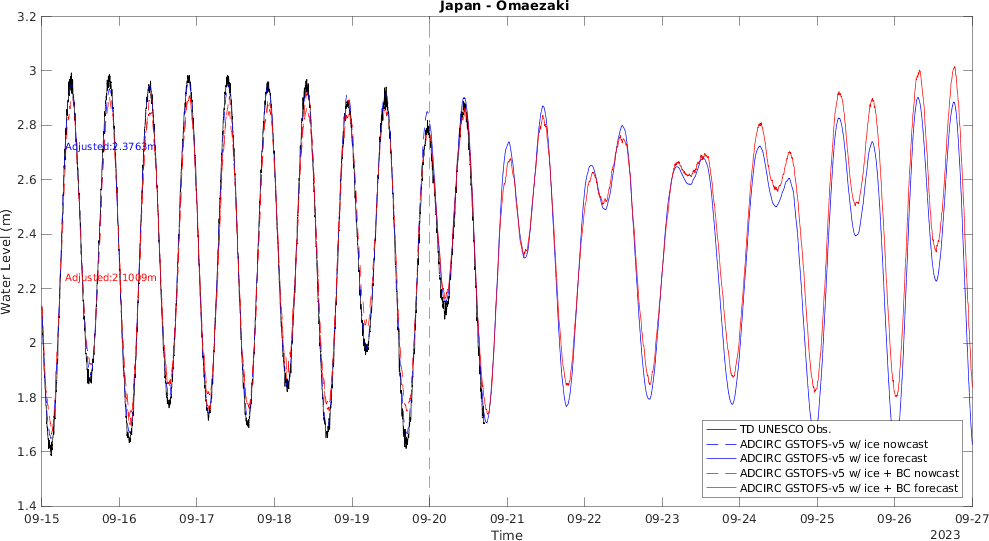 Japan - Omaezaki
3.2
3
2.8
2.6
2.4
2.2
2
1.8
1.6
1.4
Water Level (m)
Adjusted:2.3763m
Adjusted:2.1009m
TD UNESCO Obs.
ADCIRC GSTOFS-v5 w/ ice nowcast
ADCIRC GSTOFS-v5 w/ ice forecast
ADCIRC GSTOFS-v5 w/ ice + BC nowcast
ADCIRC GSTOFS-v5 w/ ice + BC forecast
09-15 09-16 09-17 09-18 09-19 09-20 09-21 09-22 09-23 09-24 09-25 09-26 09-27
Time
2023